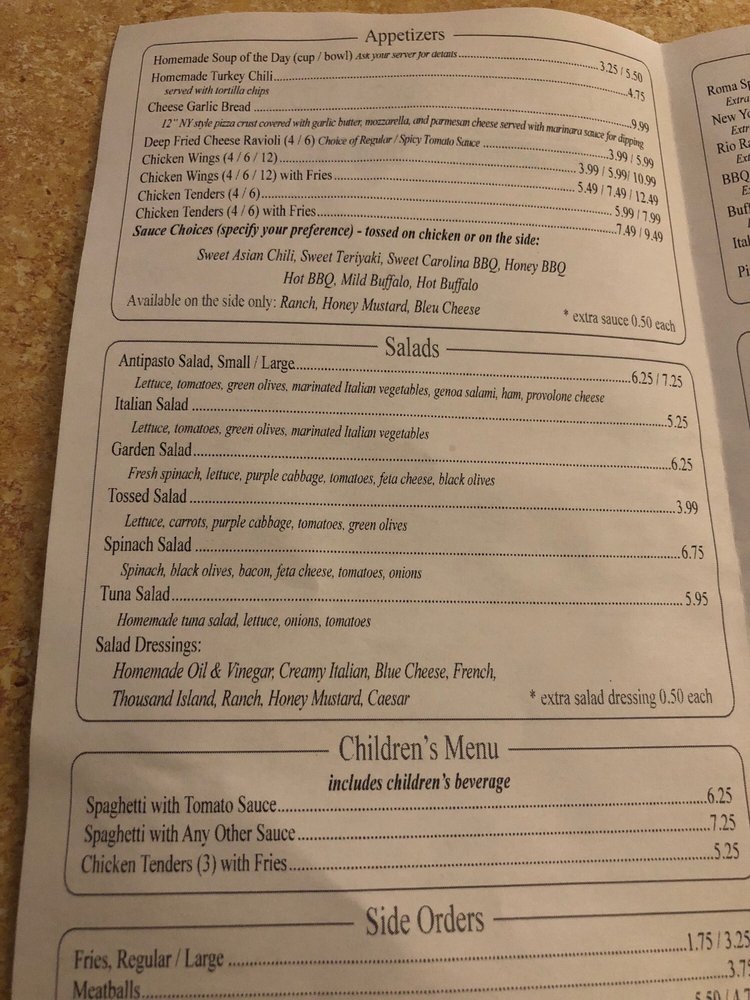 Appetizers
Homemade Soup of the Day (cup / bowl) Ask your server for details 3.25 / 5.50
Homemade Turkey Chili 4.75
served with tortilla chips
Cheese Garlic Bread 9.99
12" NY style pizza crust covered with garlic butter, mozzarella, and parmesan cheese served with marinara sauce for dipping
Deep Fried Cheese Ravioli (4 / 6) Choice of Regular / Spicy Tomato Sauce 3.99 / 5.99
Chicken Wings (4 / 6 / 12) 3.99 / 5.99/ 10.99
Chicken Wings (4 / 6 / 12) with Fries 5.49 / 7.49 / 12.49
Chicken Tenders (4 / 6) 5.99 / 7.99
Chicken Tenders (4 / 6) with Fries 7.49 / 9.49
Sauce Choices (specify your preference) - tossed on chicken or on the side:
Sweet Asian Chili, Sweet Teriyaki, Sweet Carolina BBQ, Honey BBQ
Hot BBQ, Mild Buffalo, Hot Buffalo
Available on the side only: Ranch, Honey Mustard, Bleu Cheese
* extra sauce 0.50 each
Salads
Antipasto Salad, Small / Large 6.25 / 7.25
Lettuce, tomatoes, green olives, marinated Italian vegetables, genoa salami, ham, provolone cheese
Italian Salad 5.25
Lettuce, tomatoes, green olives, marinated Italian vegetables
Garden Salad 6.25
Fresh spinach, lettuce, purple cabbage, tomatoes, feta cheese, black olives
Tossed Salad 3.99
Lettuce, carrots, purple cabbage, tomatoes, green olives
Spinach Salad 6.75
Spinach, black olives, bacon, feta cheese, tomatoes, onions
Tuna Salad 5.95
Homemade tuna salad, lettuce, onions, tomatoes
Salad Dressings:
Homemade Oil & Vinegar, Creamy Italian, Blue Cheese, French,
Thousand Island, Ranch, Honey Mustard, Caesar * extra salad dressing 0.50 each
Children's Menu
includes children's beverage
Spaghetti with Tomato Sauce 6.25
Spaghetti with Any Other Sauce 7.25
Chicken Tenders (3) with Fries 5.25
Side Orders
Fries, Regular / Large 1.75 / 3.25
Meatballs 3.75
Roma
Extra
New
Rio
BBQ